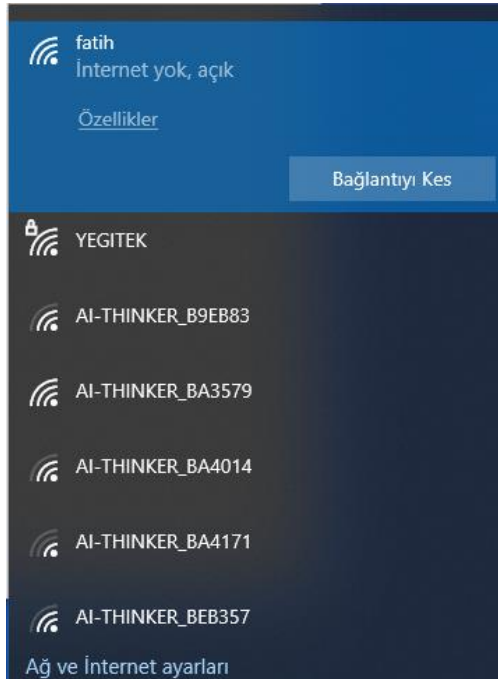 fatih
İnternet yok, açık
Özellikler
Bağlantıyı Kes
YEGITEK
AI-THINKER_B9EB83
AI-THINKER_BA3579
AI-THINKER_BA4014
AI-THINKER_BA4171
AI-THINKER_BEB357
Ağ ve İnternet ayarları